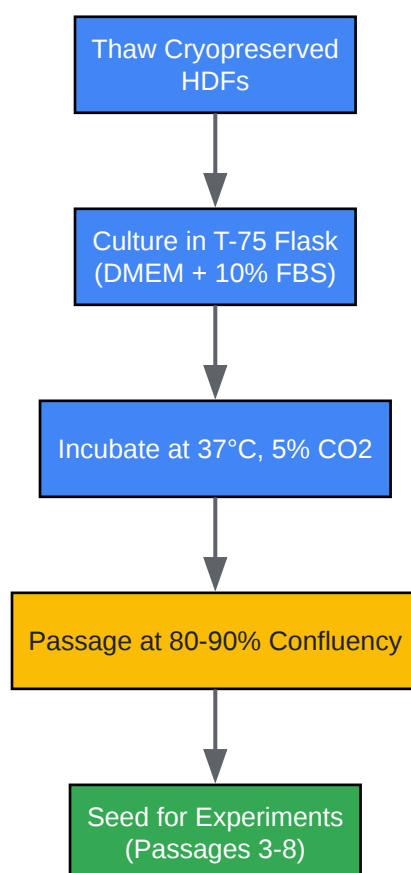 Thaw Cryopreserved
HDFs
Culture in T-75 Flask
(DMEM + 10% FBS)
Incubate at 37°C, 5% CO2
Passage at 80-90% Confluency
Seed for Experiments
(Passages 3-8)